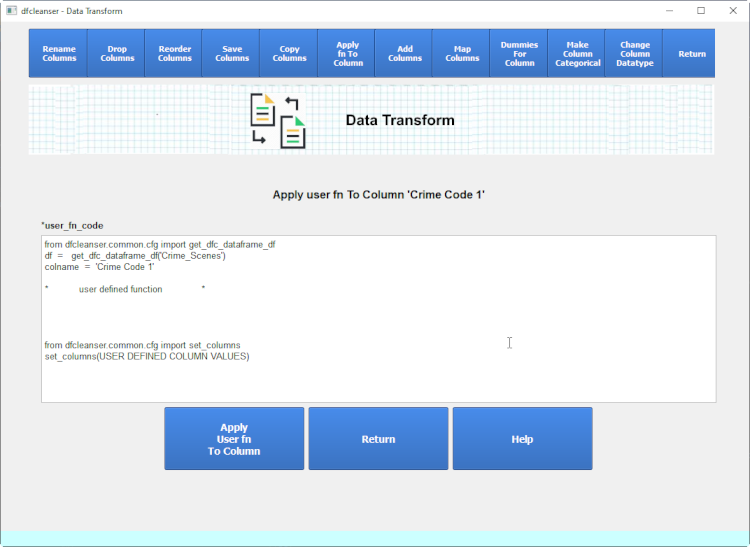 dfcleanser - Data Transform
Rename
Columns
Drop
Columns
Reorder
Columns
Save
Columns
Copy
Columns
Apply
fn To
Column
Add
Columns
Map
Columns
Dummies
For
Column
Make
Column
Categorical
Change
Column
Datatype
Return
Data Transform
Apply user fn To Column 'Crime Code 1'
*user_fn_code
from dfcleanser.common.cfg import get_dfc_dataframe_df
df = get_dfc_dataframe_df("Crime_Scenes")
colname = 'Crime Code 1'
* user defined function *
from dfcleanser.common.cfg import set_columns
set_columns(USER DEFINED COLUMN VALUES)
Apply
User fn
To Column
Return
Help